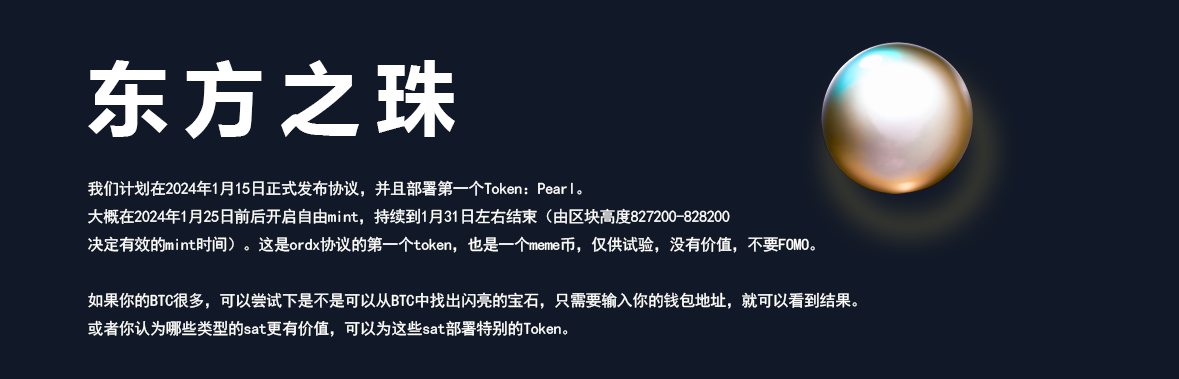 东方之珠
我们计划在2024年1月15日正式发布协议，并且部署第一个Token：Pearl。
大概在2024年1月25日前后开启自由mint，持续到1月31日左右结束（由区块高度827200-828200
决定有效的mint时间）。这是ordx协议的第一个token，也是一个meme币，仅供试验，没有价值，不要FOMO。
如果你的BTC很多，可以尝试下是不是可以从BTC中找出闪亮的宝石，只需要输入你的钱包地址，就可以看到结果。
或者你认为哪些类型的sat更有价值，可以为这些sat部署特别的Token。